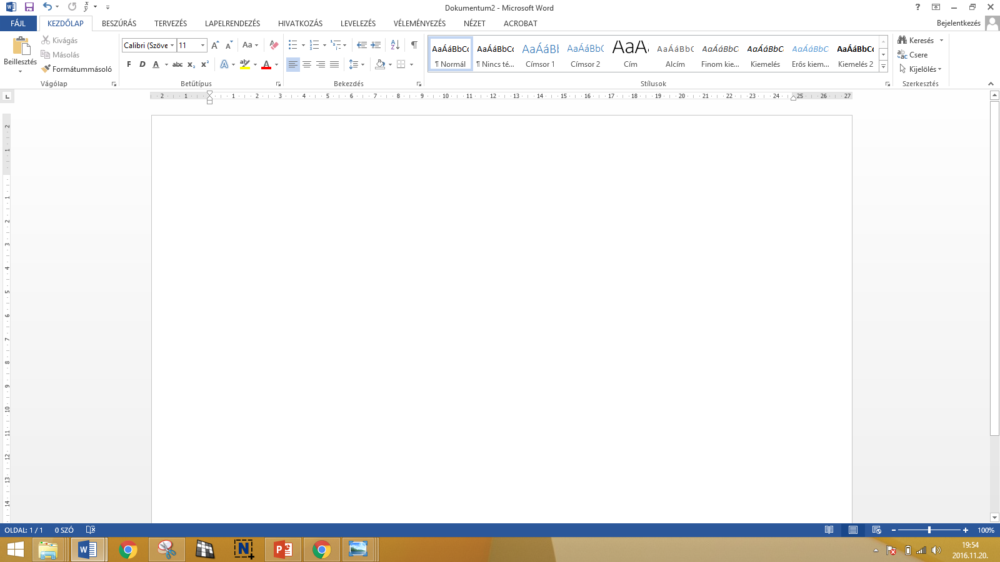 Dokumentum2 - Microsoft Word
FÁJL KEZDŐLAP BESZÚRÁS TERVEZÉS LAPELRENDEZÉS HIVATKOZÁS LEVELEZÉS VÉLEMÉNYEZÉS NÉZET ACROBAT Bejelentkezés
Beillesztés
Kivágás
Másolás
Formátummásoló
Vágólap
Calibri (Szöve 11
Aa
F D A abc x₂ x² A ab A
Betűtípus
Bekezdés
AaÁáBbCc AaÁáBbCc AaÁáBb AaÁáBbC AaA AaÁáBbC AaÁáBbC AaÁáBbC AaÁáBbC AaÁáBbCc
¶ Normál ¶ Nincs té... Címsor 1 Címsor 2 Cím Alcím Finom kie... Kiemelés Erős kiem... Kiemelés 2
Stílusok
Keresés
Csere
Kijelölés
Szerkesztés
2 1 1 2 3 4 5 6 7 8 9 10 11 12 13 14 15 16 17 18 19 20 21 22 23 24 25 26 27
2
1
1
2
3
4
5
6
7
8
9
10
11
12
13
14
OLDAL: 1 / 1 0 SZÓ 100%
19:54
2016.11.20.